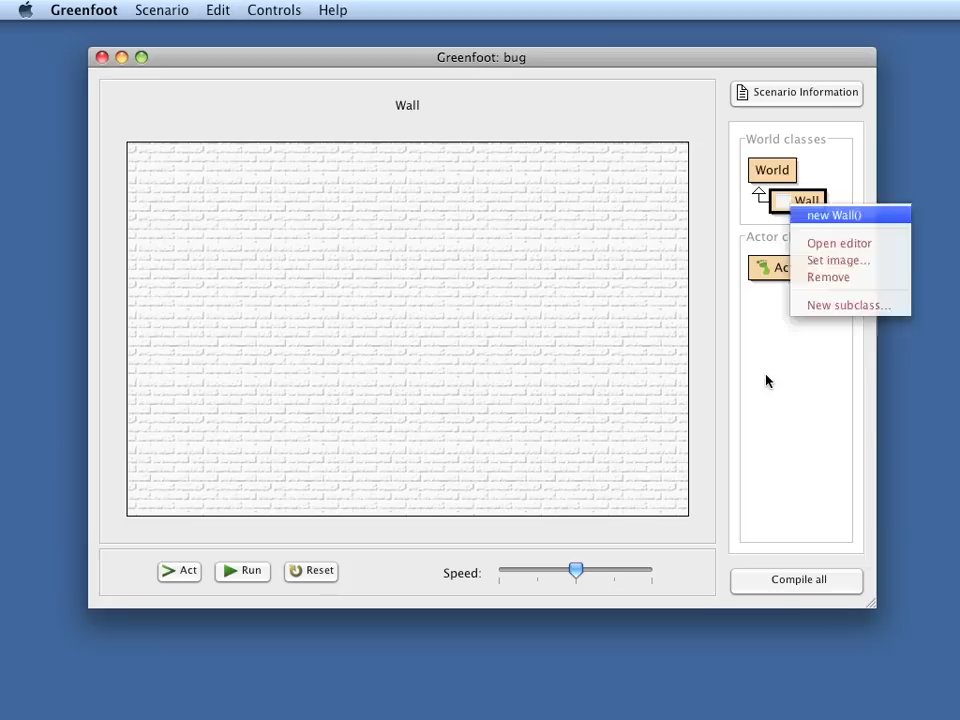 Greenfoot Scenario Edit Controls Help
Greenfoot: bug
Wall
Scenario Information
World classes
World
Wall
new Wall()
Open editor
Set image...
Remove
New subclass...
Act
Run
Reset
Speed:
Compile all